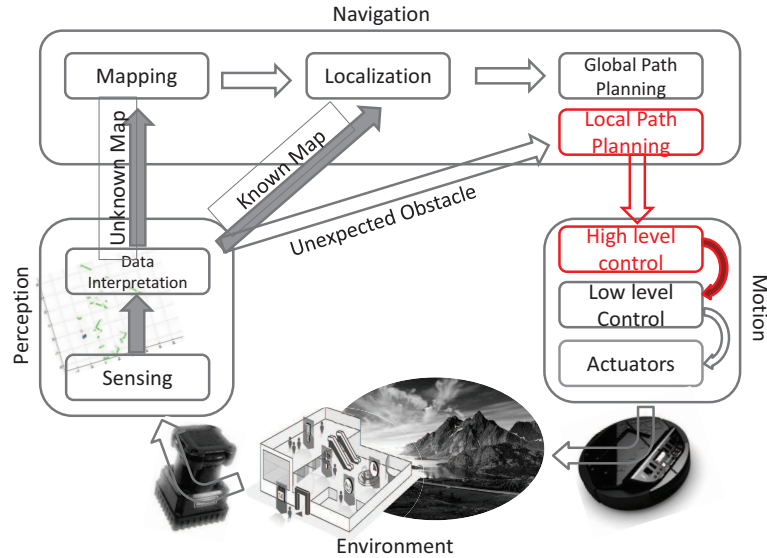 Navigation
Mapping
Localization
Global Path
Planning
Local Path
Planning
Unknown Map
Known Map
Unexpected Obstacle
Perception
Data
Interpretation
Sensing
High level
control
Low level
Control
Actuators
Motion
Environment